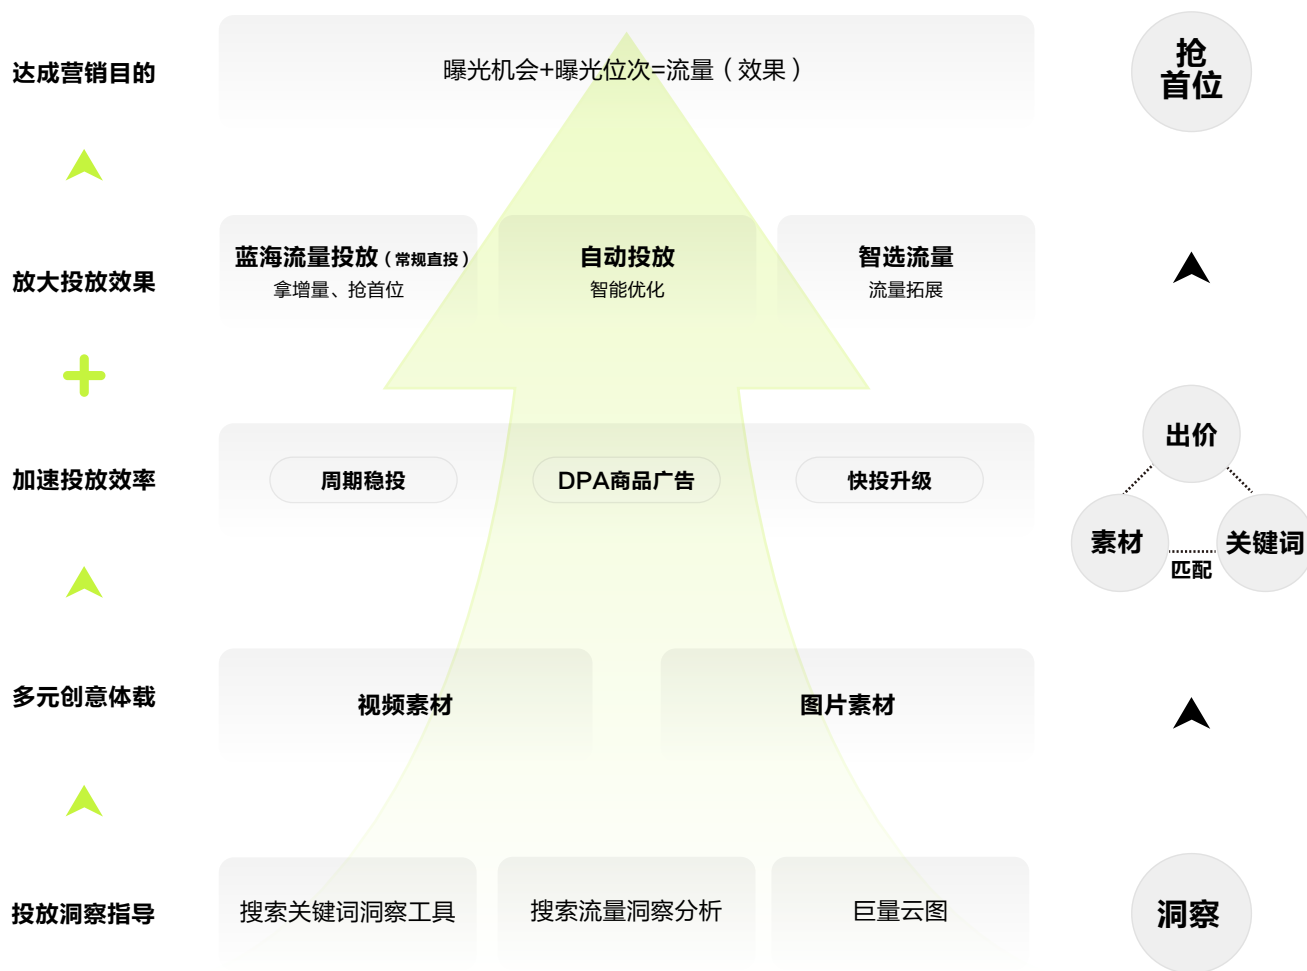 达成营销目的
曝光机会+曝光位次=流量（效果）
抢
首位
放大投放效果
蓝海流量投放（常规直投）
拿增量、抢首位
自动投放
智能优化
智选流量
流量拓展
加速投放效率
周期稳投
DPA商品广告
快投升级
出价
素材
关键词
匹配
多元创意体载
视频素材
图片素材
投放洞察指导
搜索关键词洞察工具
搜索流量洞察分析
巨量云图
洞察